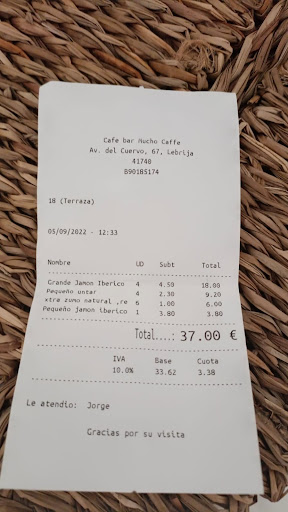 Cafe bar Mucho Caffe
Av. del Cuervo, 67, Lebrija
41740
B90185174
18 (Terraza)
05/09/2022 - 12:33
Nombre UD Subt Total
Grande Jamon Iberico 4 4.50 18.00
Pequeño untar 4 2.30 9.20
xtra zumo natural ,re 6 1.00 6.00
Pequeño jamon iberico 1 3.80 3.80
Total....: 37.00 €
IVA Base Cuota
10.0% 33.62 3.38
Le atendio: Jorge
Gracias por su visita